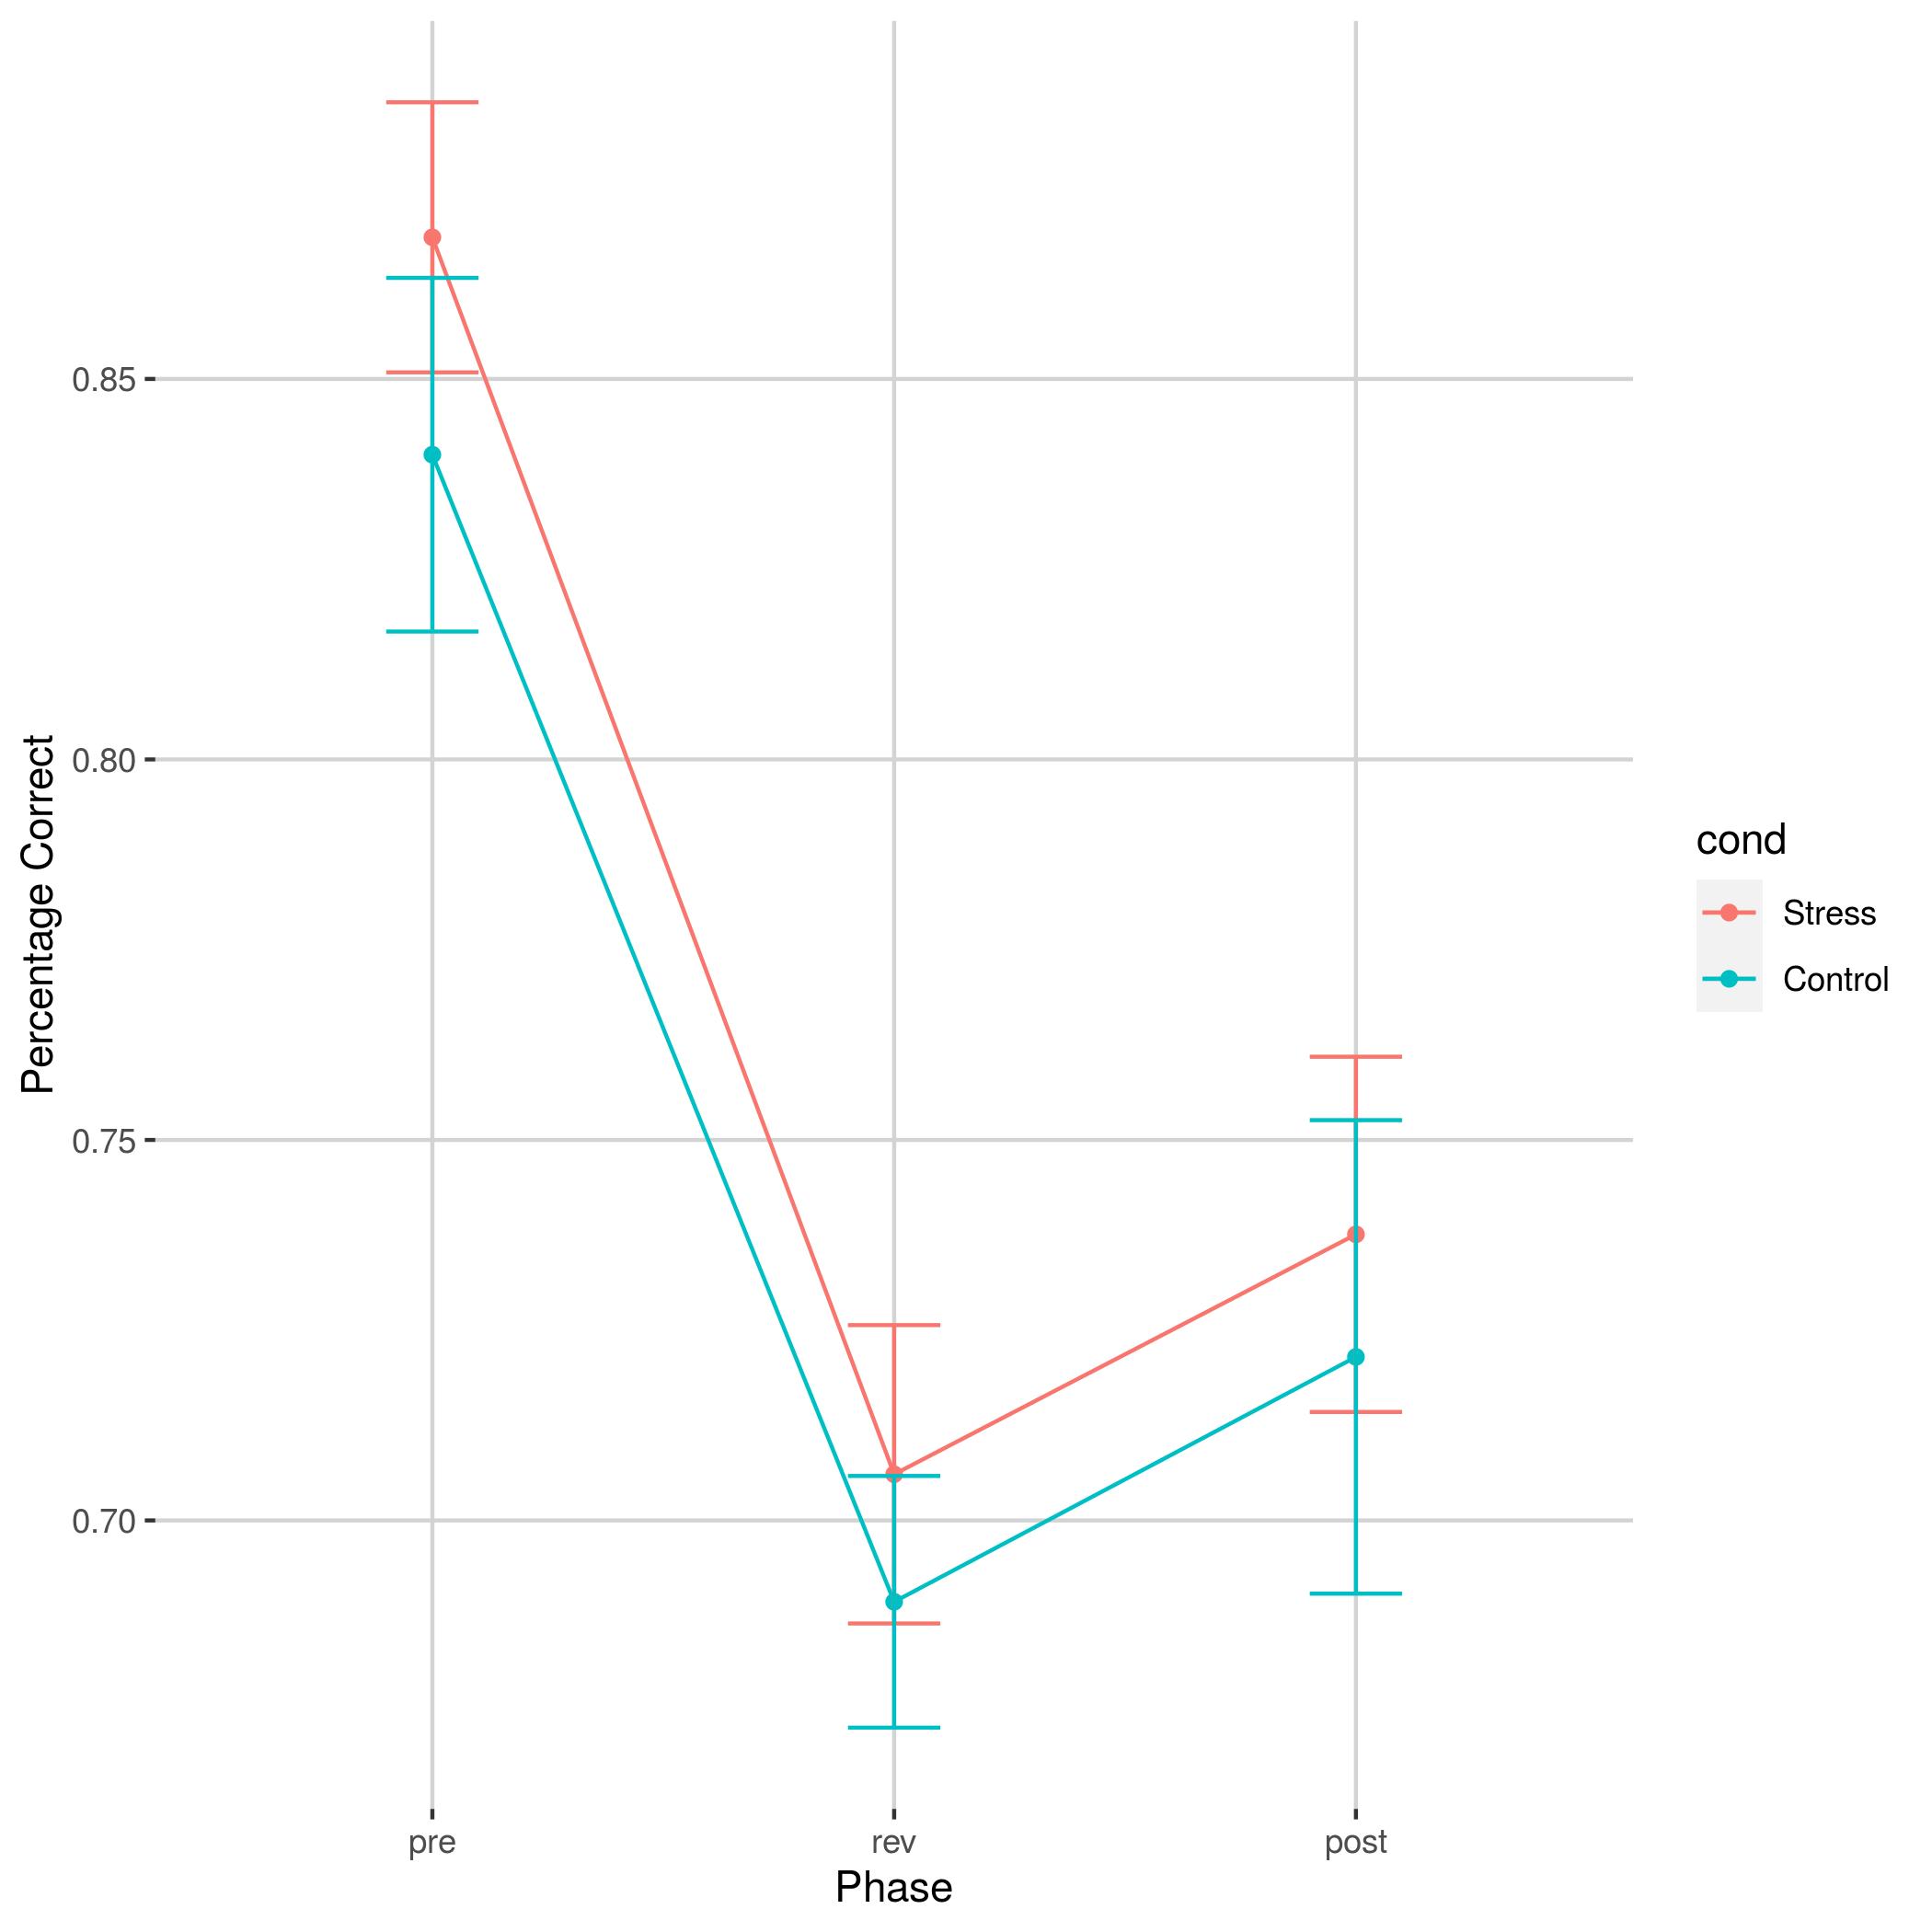 Percentage Correct
0.85
0.80
0.75
0.70
pre rev post
Phase
cond
Stress
Control